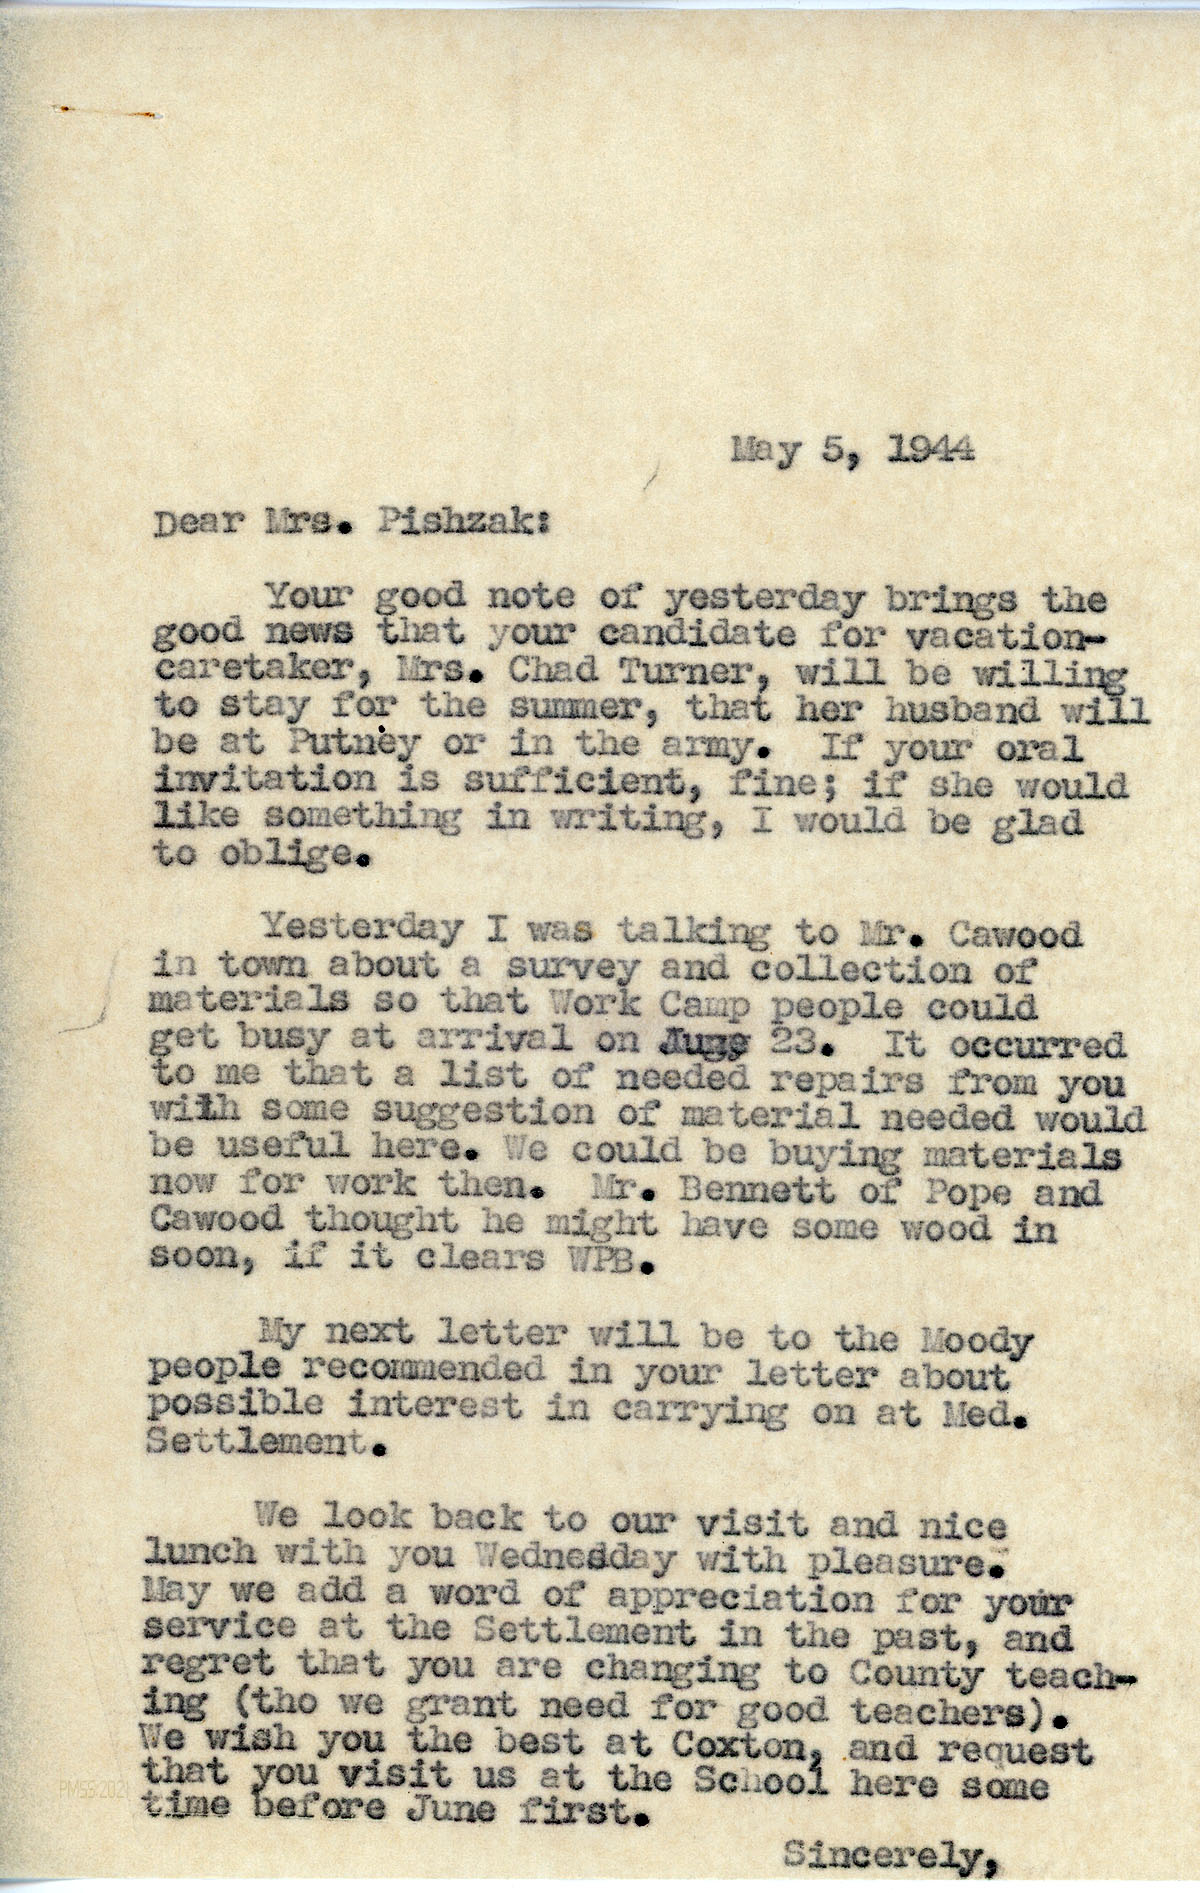 May 5, 1944
Dear Mrs. Pishzak:
Your good note of yesterday brings the
good news that your candidate for vacation-
caretaker, Mrs. Chad Turner, will be willing
to stay for the summer, that her husband will
be at Putney or in the army. If your oral
invitation is sufficient, fine; if she would
like something in writing, I would be glad
to oblige.
Yesterday I was talking to Mr. Cawood
in town about a survey and collection of
materials so that Work Camp people could
get busy at arrival on June 23. It occurred
to me that a list of needed repairs from you
with some suggestion of material needed would
be useful here. We could be buying materials
now for work then. Mr. Bennett of Pope and
Cawood thought he might have some wood in
soon, if it clears WPB.
My next letter will be to the Moody
people recommended in your letter about
possible interest in carrying on at Med.
Settlement.
We look back to our visit and nice
lunch with you Wednesday with pleasure.
May we add a word of appreciation for your
service at the Settlement in the past, and
regret that you are changing to County teach-
ing (tho we grant need for good teachers).
We wish you the best at Coxton, and request
that you visit us at the School here some
PMSS 2021
time before June first.
Sincerely,